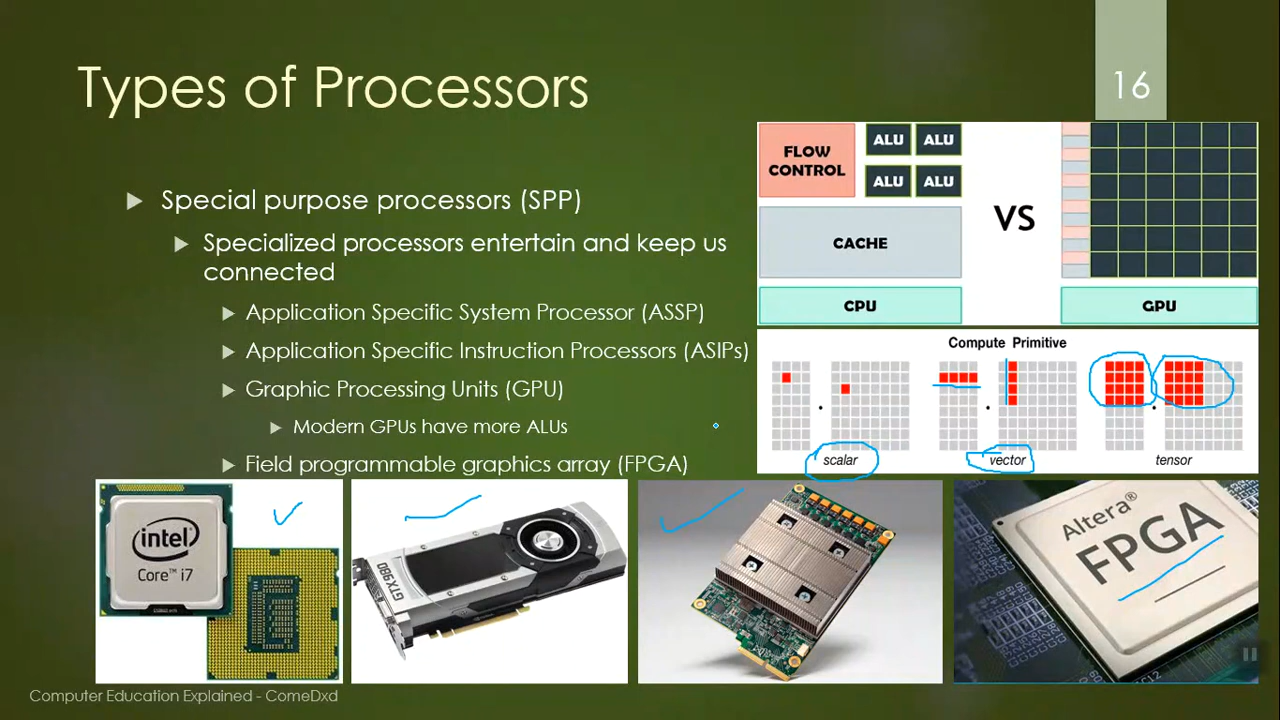 Types of Processors
16
Special purpose processors (SPP)
Specialized processors entertain and keep us
connected
Application Specific System Processor (ASSP)
Application Specific Instruction Processors (ASIPs)
Graphic Processing Units (GPU)
Modern GPUs have more ALUs
Field programmable graphics array (FPGA)
FLOW
CONTROL
ALU ALU
ALU ALU
CACHE
CPU
VS
GPU
Compute Primitive
scalar
vector
tensor
intel
Core™ i7
GTX 980
Altera®
FPGA
Computer Education Explained - ComeDxd